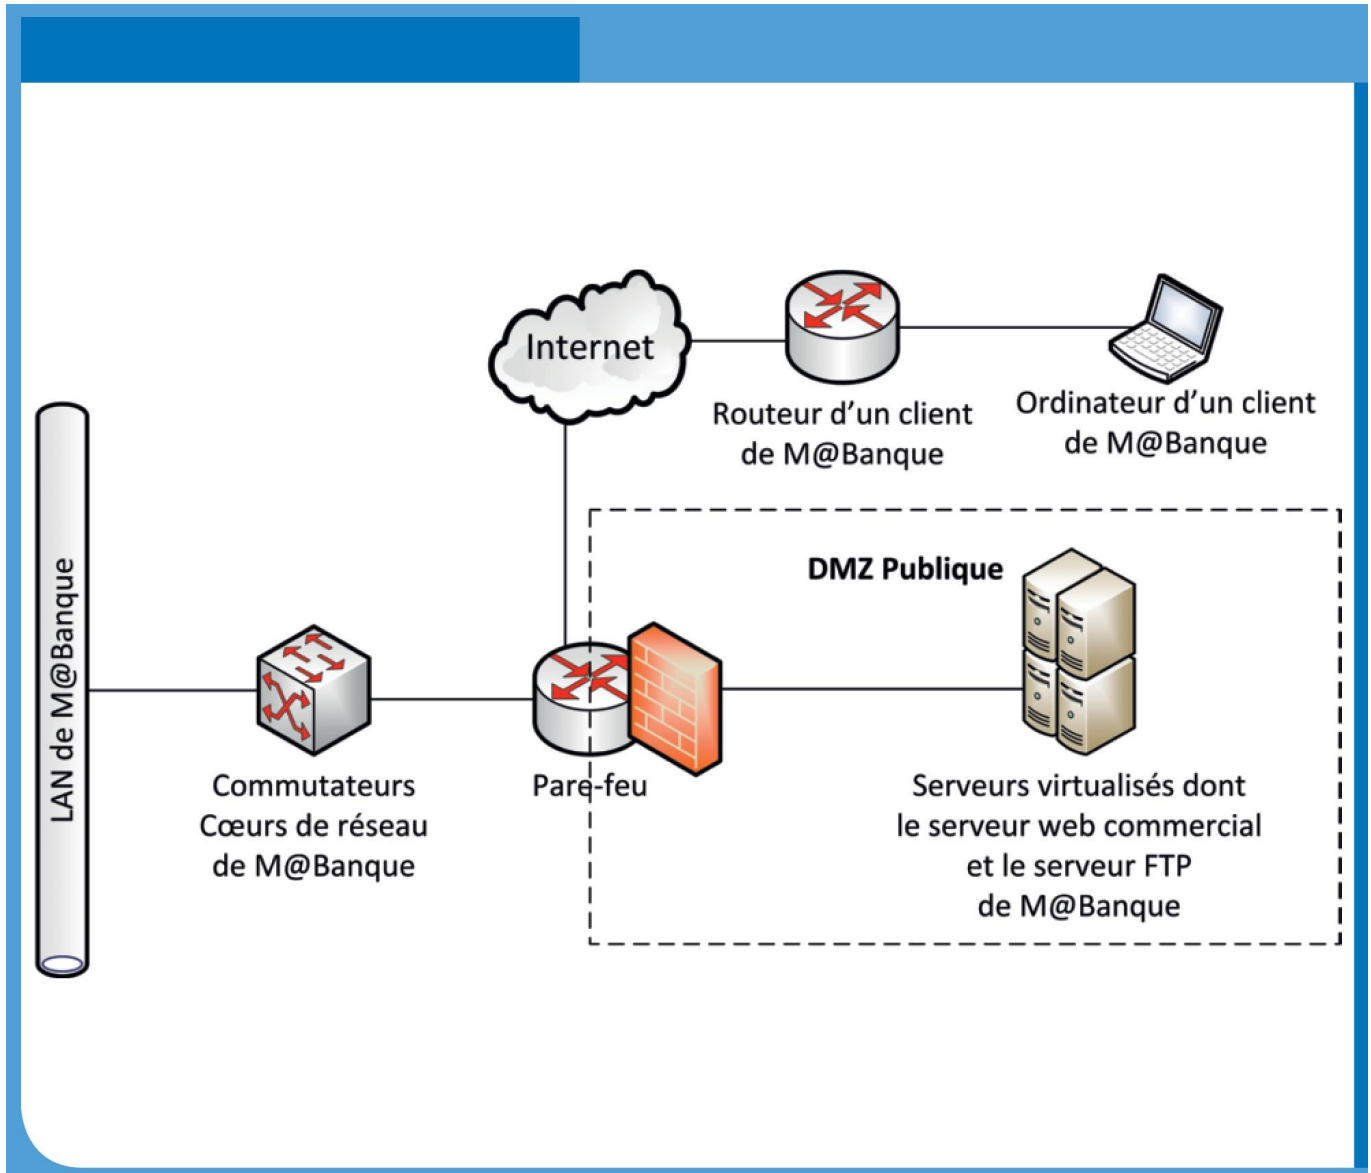 Internet
Routeur d’un client
de M@Banque
Ordinateur d’un client
de M@Banque
LAN de M@Banque
DMZ Publique
Commutateurs
Cœurs de réseau
de M@Banque
Pare-feu
Serveurs virtualisés dont
le serveur web commercial
et le serveur FTP
de M@Banque